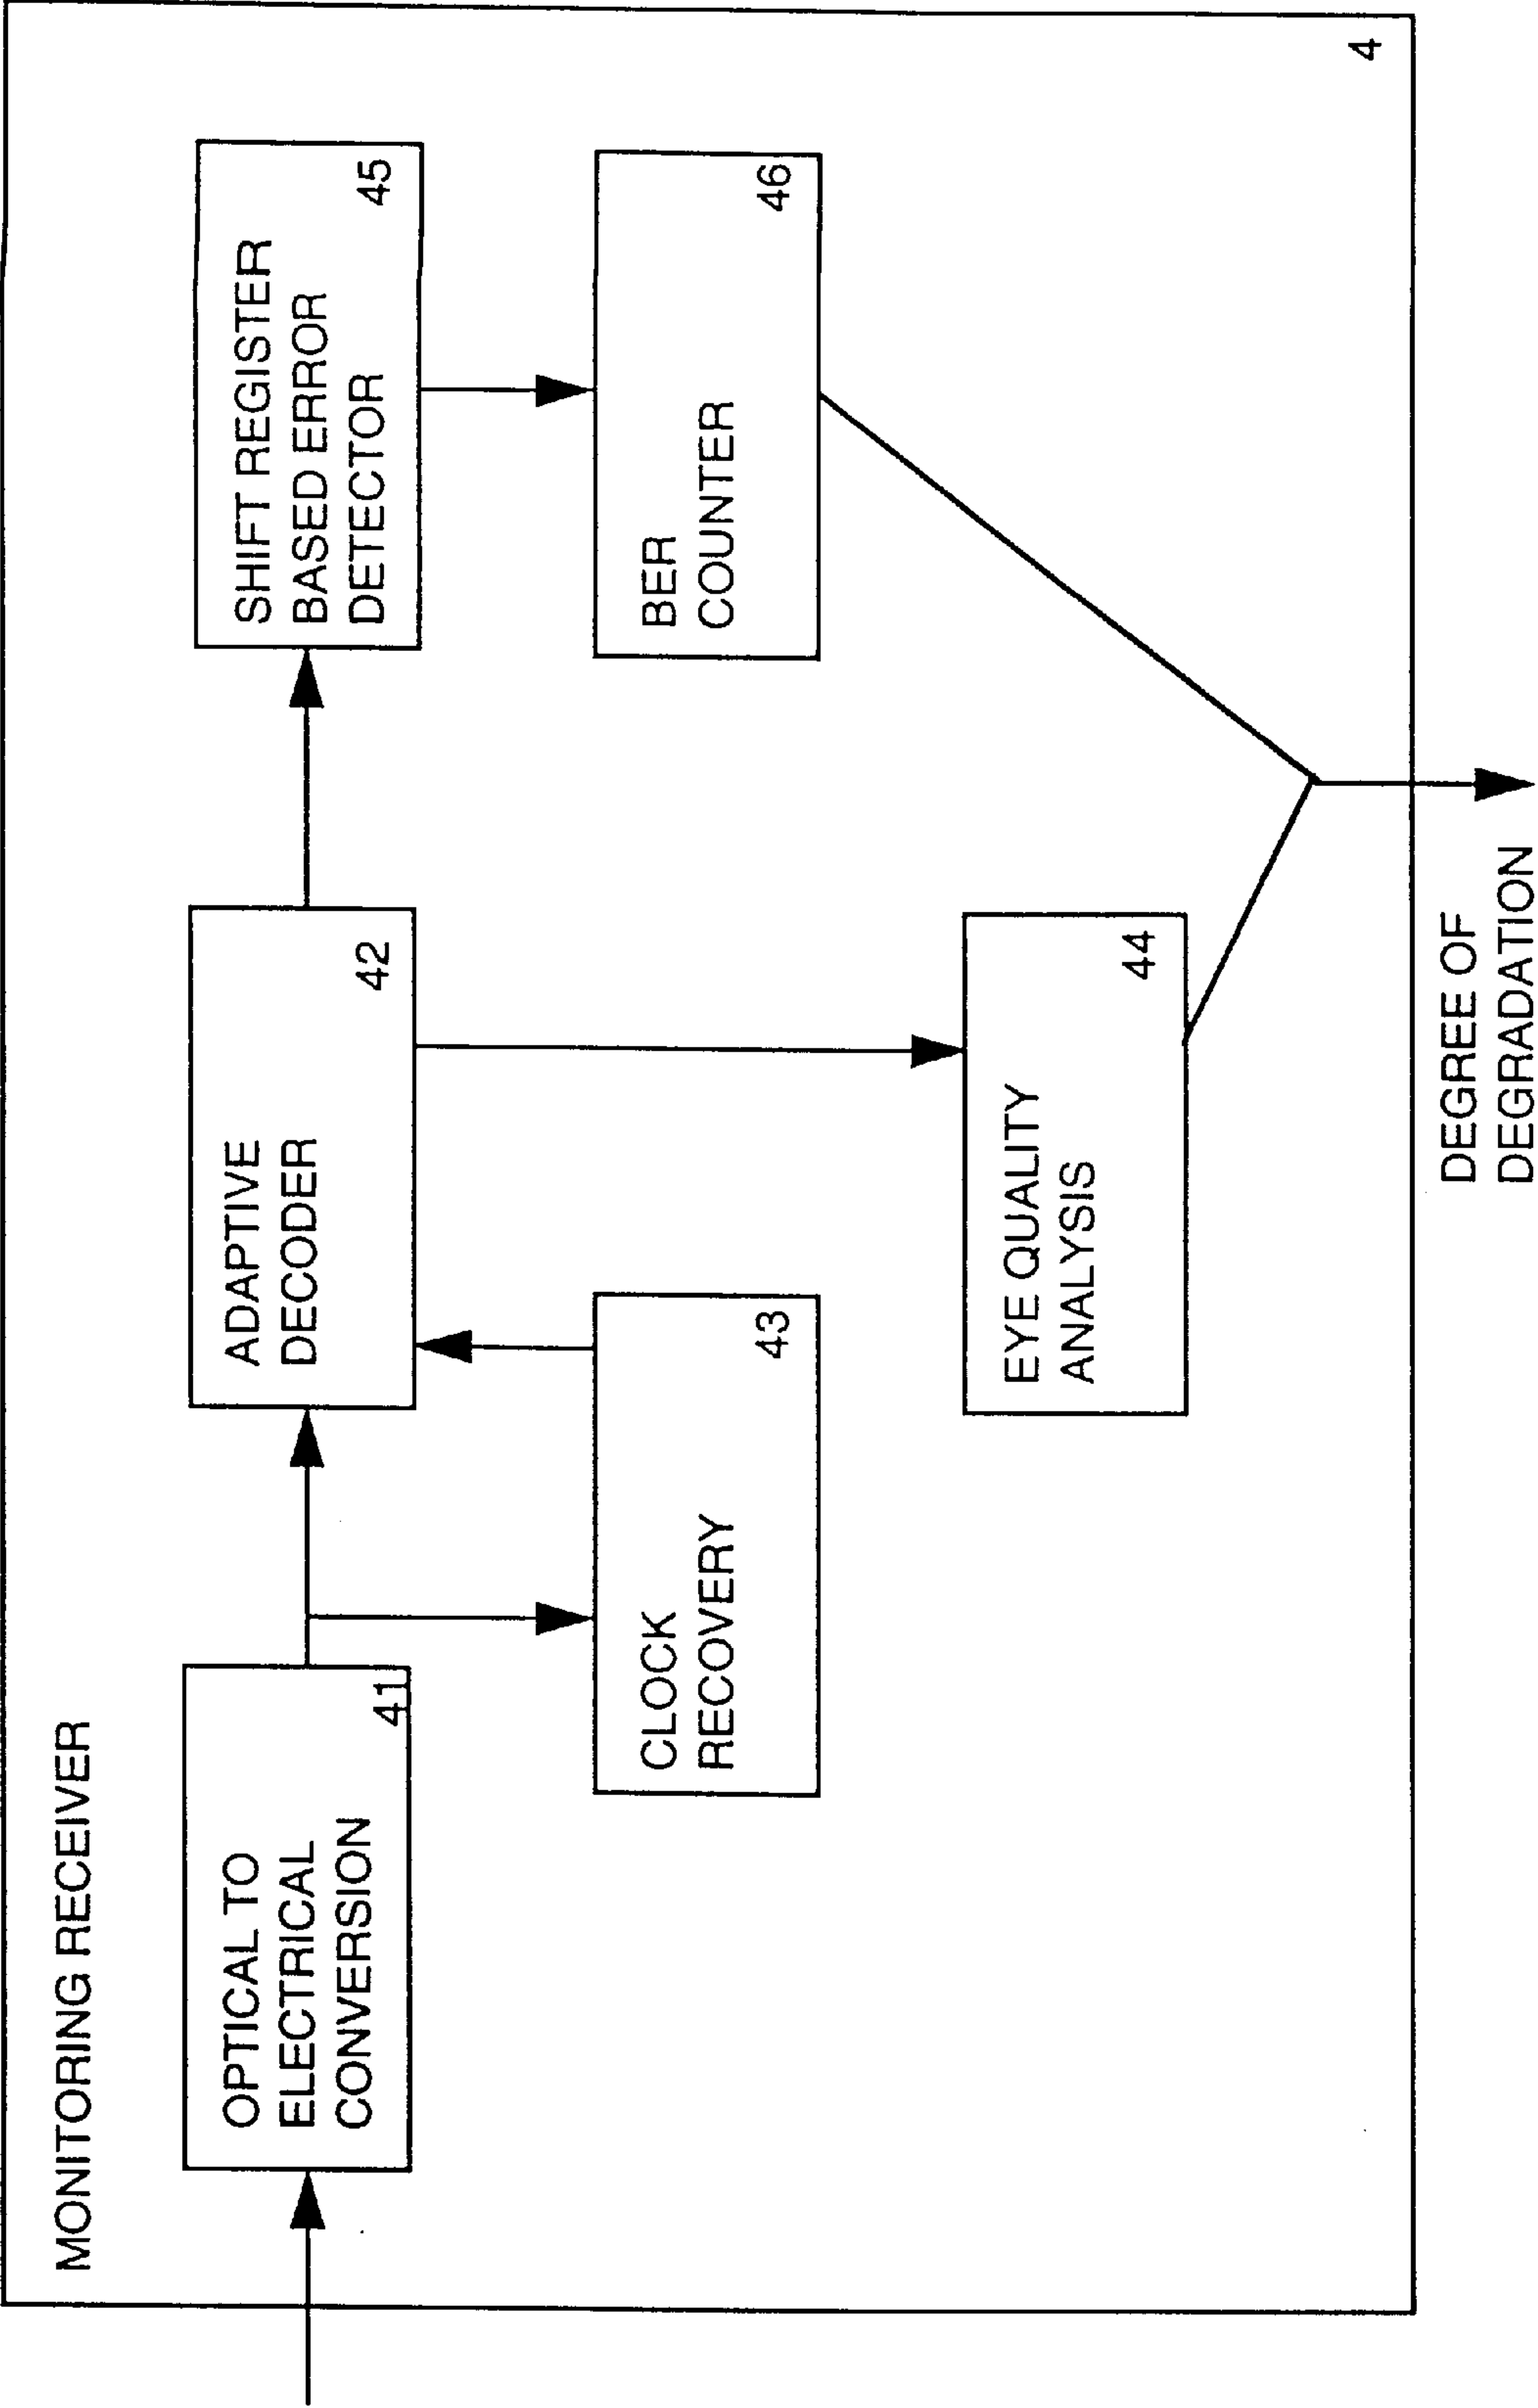 MONITORING RECEIVER
OPTICAL TO
ELECTRICAL
CONVERSION
41
ADAPTIVE
DECODER
42
SHIFT REGISTER
BASED ERROR
DETECTOR
45
CLOCK
RECOVERY
43
BER
COUNTER
46
EYE QUALITY
ANALYSIS
44
4
DEGREE OF
DEGRADATION